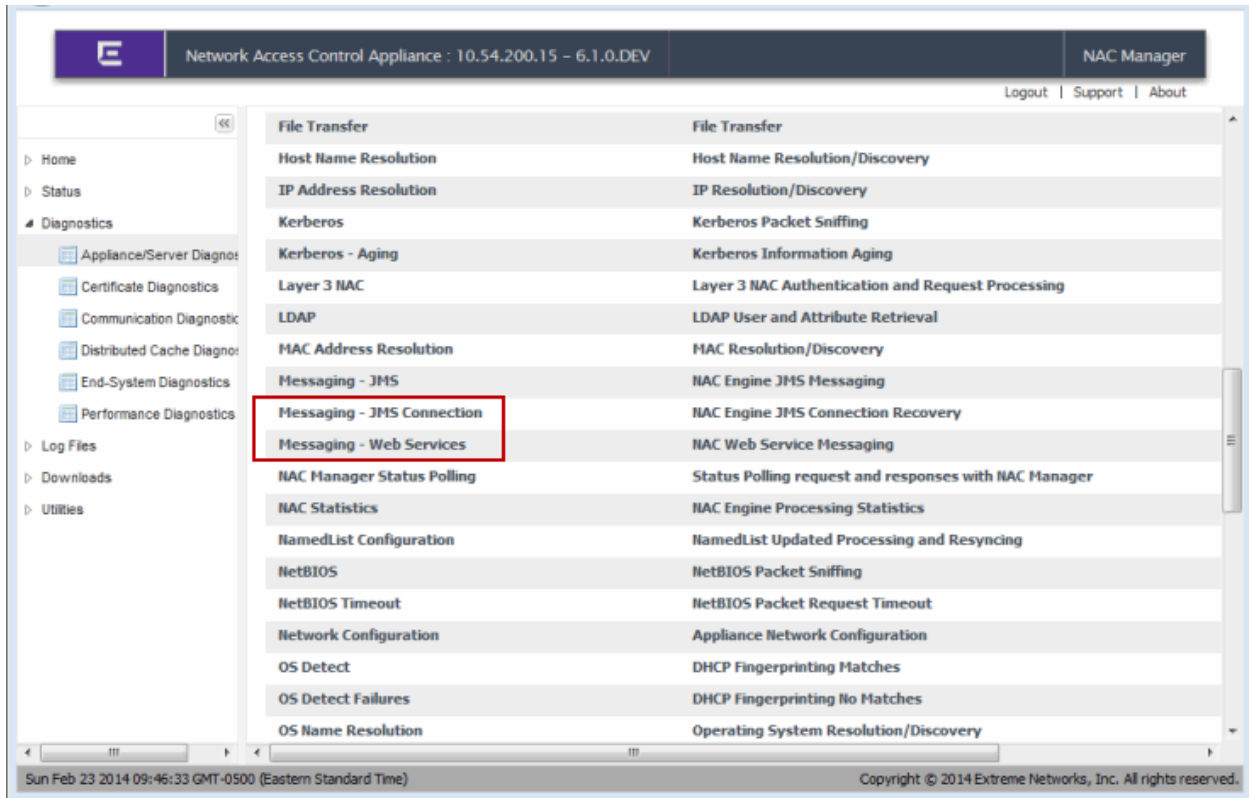 Network Access Control Appliance : 10.54.200.15 – 6.1.0.DEV NAC Manager
Logout | Support | About
Home
Status
Diagnostics
Appliance/Server Diagnos
Certificate Diagnostics
Communication Diagnostic
Distributed Cache Diagnos
End-System Diagnostics
Performance Diagnostics
Log Files
Downloads
Utilities
File Transfer File Transfer
Host Name Resolution Host Name Resolution/Discovery
IP Address Resolution IP Resolution/Discovery
Kerberos Kerberos Packet Sniffing
Kerberos - Aging Kerberos Information Aging
Layer 3 NAC Layer 3 NAC Authentication and Request Processing
LDAP LDAP User and Attribute Retrieval
MAC Address Resolution MAC Resolution/Discovery
Messaging - JMS NAC Engine JMS Messaging
Messaging - JMS Connection NAC Engine JMS Connection Recovery
Messaging - Web Services NAC Web Service Messaging
NAC Manager Status Polling Status Polling request and responses with NAC Manager
NAC Statistics NAC Engine Processing Statistics
NamedList Configuration NamedList Updated Processing and Resyncing
NetBIOS NetBIOS Packet Sniffing
NetBIOS Timeout NetBIOS Packet Request Timeout
Network Configuration Appliance Network Configuration
OS Detect DHCP Fingerprinting Matches
OS Detect Failures DHCP Fingerprinting No Matches
OS Name Resolution Operating System Resolution/Discovery
Sun Feb 23 2014 09:46:33 GMT-0500 (Eastern Standard Time) Copyright © 2014 Extreme Networks, Inc. All rights reserved.